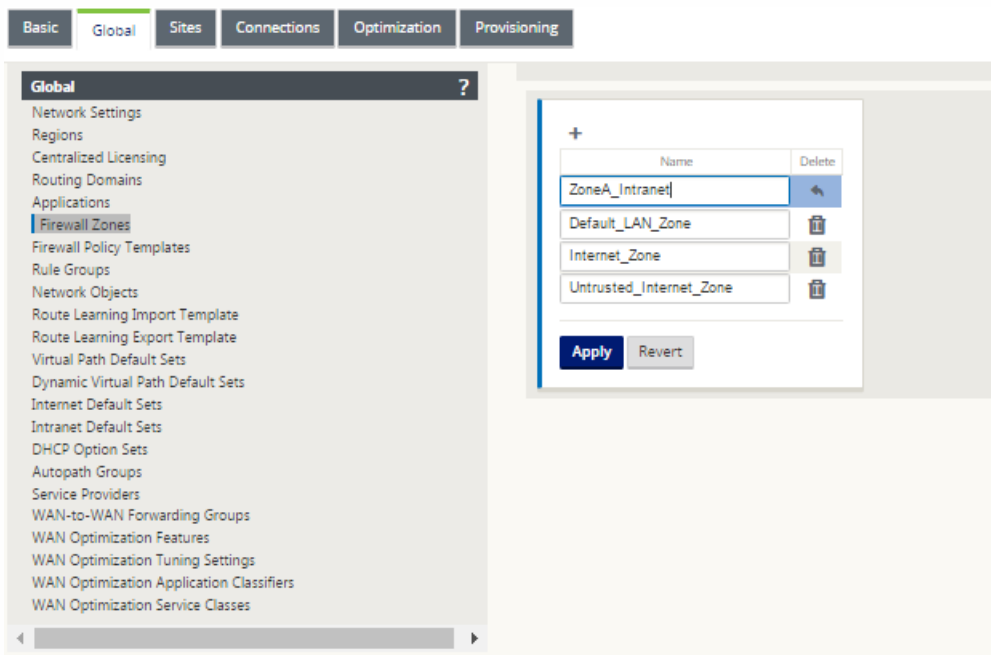 Basic Global Sites Connections Optimization Provisioning
Global ?
Network Settings
Regions
Centralized Licensing
Routing Domains
Applications
Firewall Zones
Firewall Policy Templates
Rule Groups
Network Objects
Route Learning Import Template
Route Learning Export Template
Virtual Path Default Sets
Dynamic Virtual Path Default Sets
Internet Default Sets
Intranet Default Sets
DHCP Option Sets
Autopath Groups
Service Providers
WAN-to-WAN Forwarding Groups
WAN Optimization Features
WAN Optimization Tuning Settings
WAN Optimization Application Classifiers
WAN Optimization Service Classes
+
Name Delete
ZoneA_Intranet
Default_LAN_Zone
Internet_Zone
Untrusted_Internet_Zone
Apply Revert